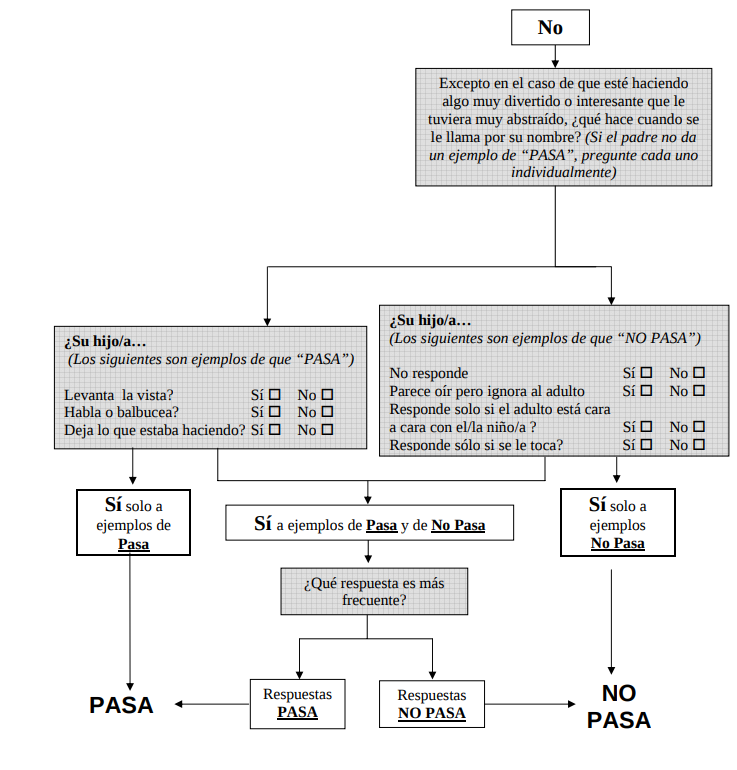 No
Excepto en el caso de que esté haciendo
algo muy divertido o interesante que le
tuviera muy abstraído, ¿qué hace cuando se
le llama por su nombre? (Si el padre no da
un ejemplo de “PASA”, pregunte cada uno
individualmente)
¿Su hijo/a…
(Los siguientes son ejemplos de que “PASA”)
Levanta la vista? Sí ☐ No ☐
Habla o balbucea? Sí ☐ No ☐
Deja lo que estaba haciendo? Sí ☐ No ☐
¿Su hijo/a…
(Los siguientes son ejemplos de que “NO PASA”)
No responde Sí ☐ No ☐
Parece oír pero ignora al adulto Sí ☐ No ☐
Responde solo si el adulto está cara
a cara con el/la niño/a ? Sí ☐ No ☐
Responde sólo si se le toca? Sí ☐ No ☐
Sí solo a
ejemplos de
Pasa
Sí a ejemplos de Pasa y de No Pasa
Sí solo a
ejemplos
No Pasa
¿Qué respuesta es más
frecuente?
Respuestas
PASA
Respuestas
NO PASA
PASA
NO
PASA